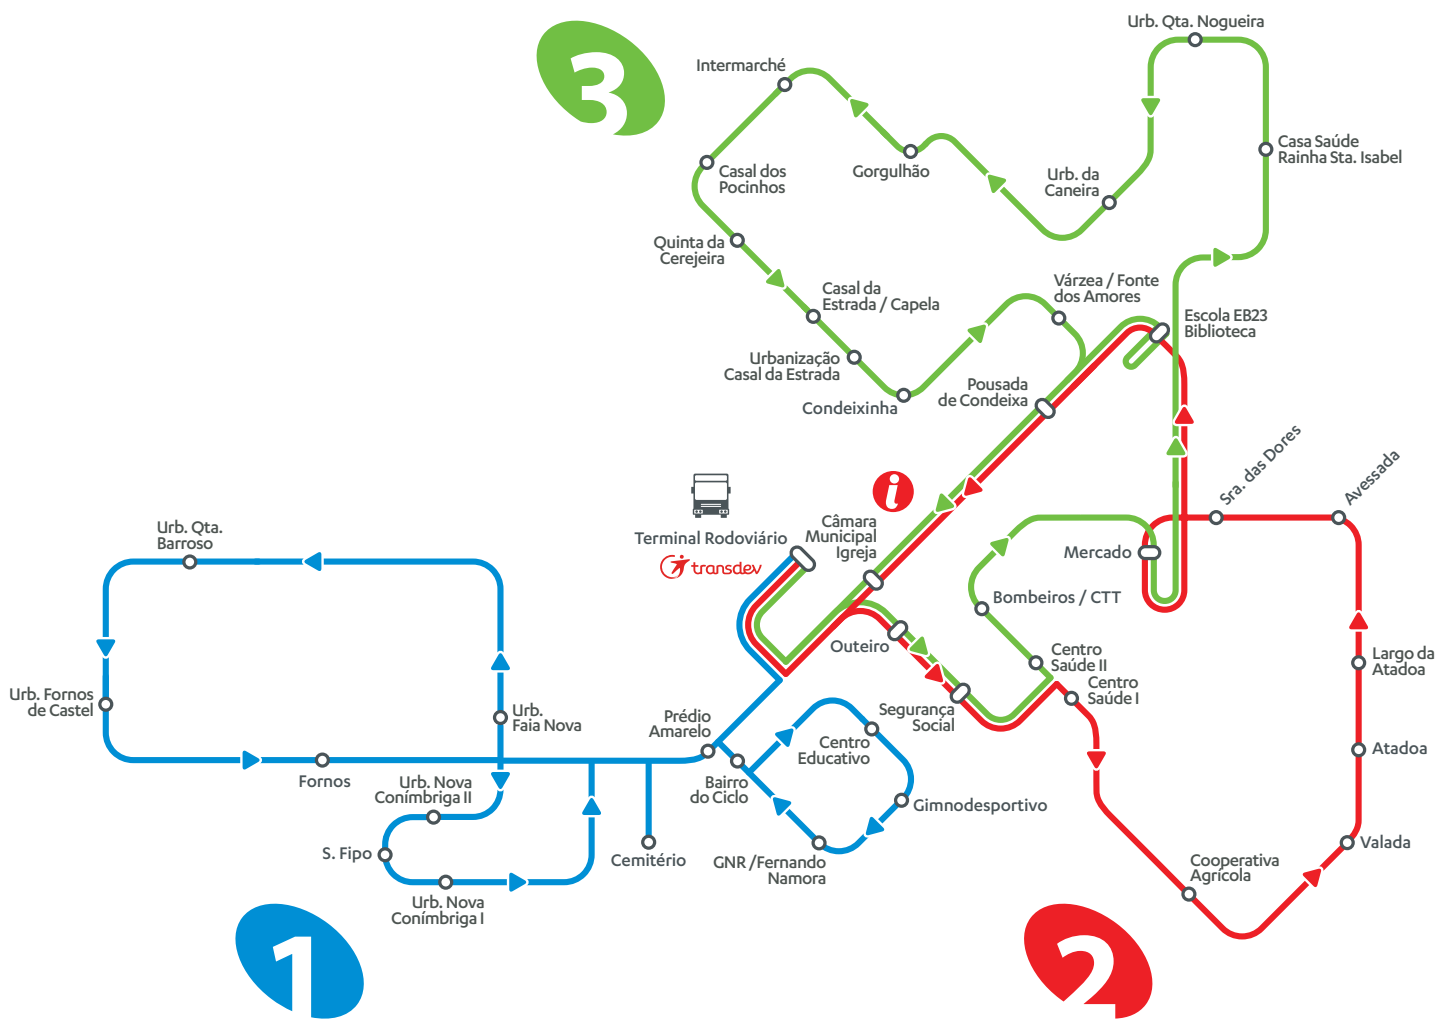 Urb. Qta. Nogueira
3
Intermarché
Casa Saúde
Rainha Sta. Isabel
Gorgulhão
Casal dos
Pocinhos
Urb. da
Caneira
Quinta da
Cerejeira
Várzea / Fonte
dos Amores
Casal da
Estrada / Capela
Escola EB23
Biblioteca
Urbanização
Casal da Estrada
Pousada
de Condeixa
Condeixinha
Sra. das Dores
Avessada
i
Câmara
Municipal
Igreja
Terminal Rodoviário
transdev
Urb. Qta.
Barroso
Mercado
Bombeiros / CTT
Outeiro
Centro
Saúde II
Centro
Saúde I
Largo da
Atadoa
Urb. Fornos
de Castel
Urb.
Faia Nova
Prédio
Amarelo
Segurança
Social
Centro
Educativo
Atadoa
Fornos
Urb. Nova
Conímbriga II
Bairro
do Ciclo
Gimnodesportivo
S. Fipo
Cemitério
GNR /Fernando
Namora
Cooperativa
Agrícola
Valada
Urb. Nova
Conímbriga I
1
2